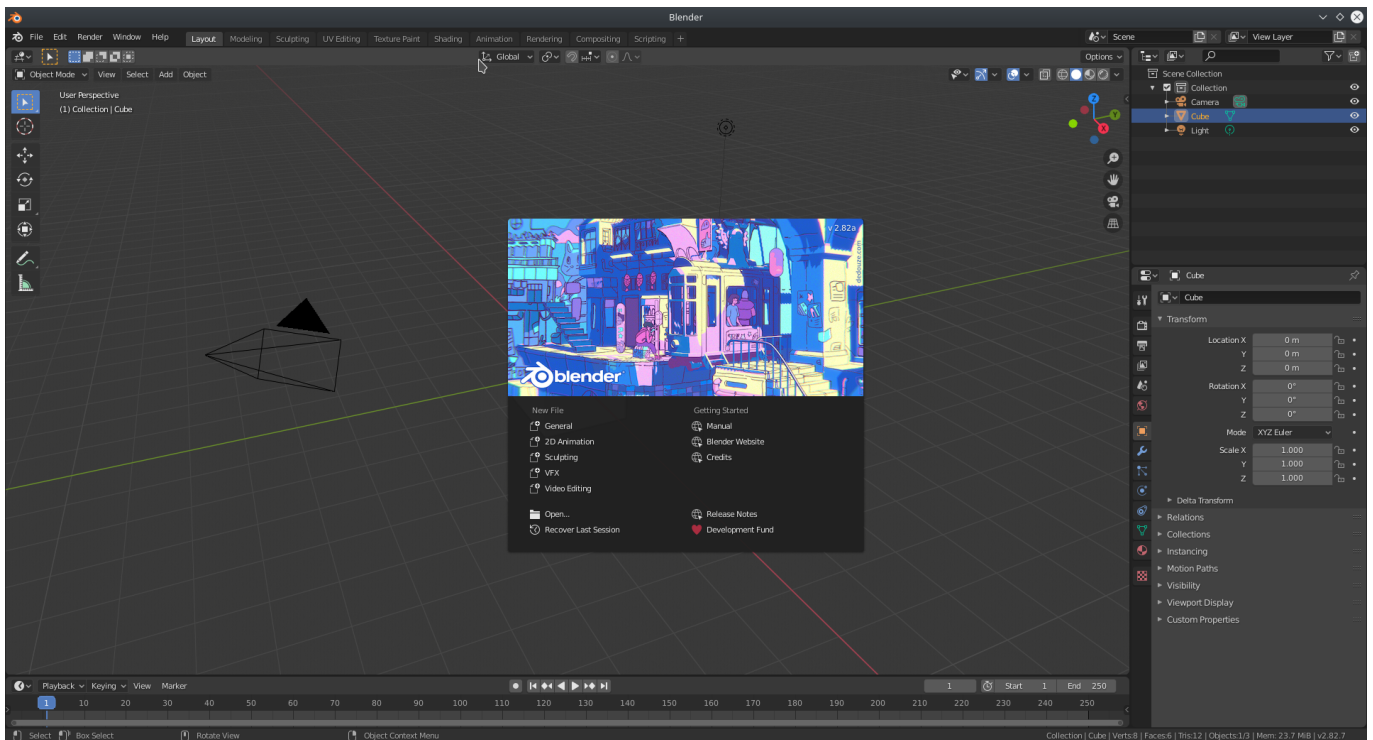 Blender
File Edit Render Window Help Layout Modeling Sculpting UV Editing Texture Paint Shading Animation Rendering Compositing Scripting + Scene View Layer
Global Options
Object Mode View Select Add Object
User Perspective
(1) Collection | Cube
Z
Y
X
Scene Collection
Collection
Camera
Cube
Light
v 2.82a
dedouze.com
blender
New File
General
2D Animation
Sculpting
VFX
Video Editing
Open...
Recover Last Session
Getting Started
Manual
Blender Website
Credits
Release Notes
Development Fund
Cube
Cube
Transform
Location X 0 m
Y 0 m
Z 0 m
Rotation X 0°
Y 0°
Z 0°
Mode XYZ Euler
Scale X 1.000
Y 1.000
Z 1.000
Delta Transform
Relations
Collections
Instancing
Motion Paths
Visibility
Viewport Display
Custom Properties
Playback Keying View Marker 1 Start 1 End 250
1 10 20 30 40 50 60 70 80 90 100 110 120 130 140 150 160 170 180 190 200 210 220 230 240 250
Select Box Select Rotate View Object Context Menu Collection | Cube | Verts:8 | Faces:6 | Tris:12 | Objects:1/3 | Mem: 23.7 MiB | v2.82.7